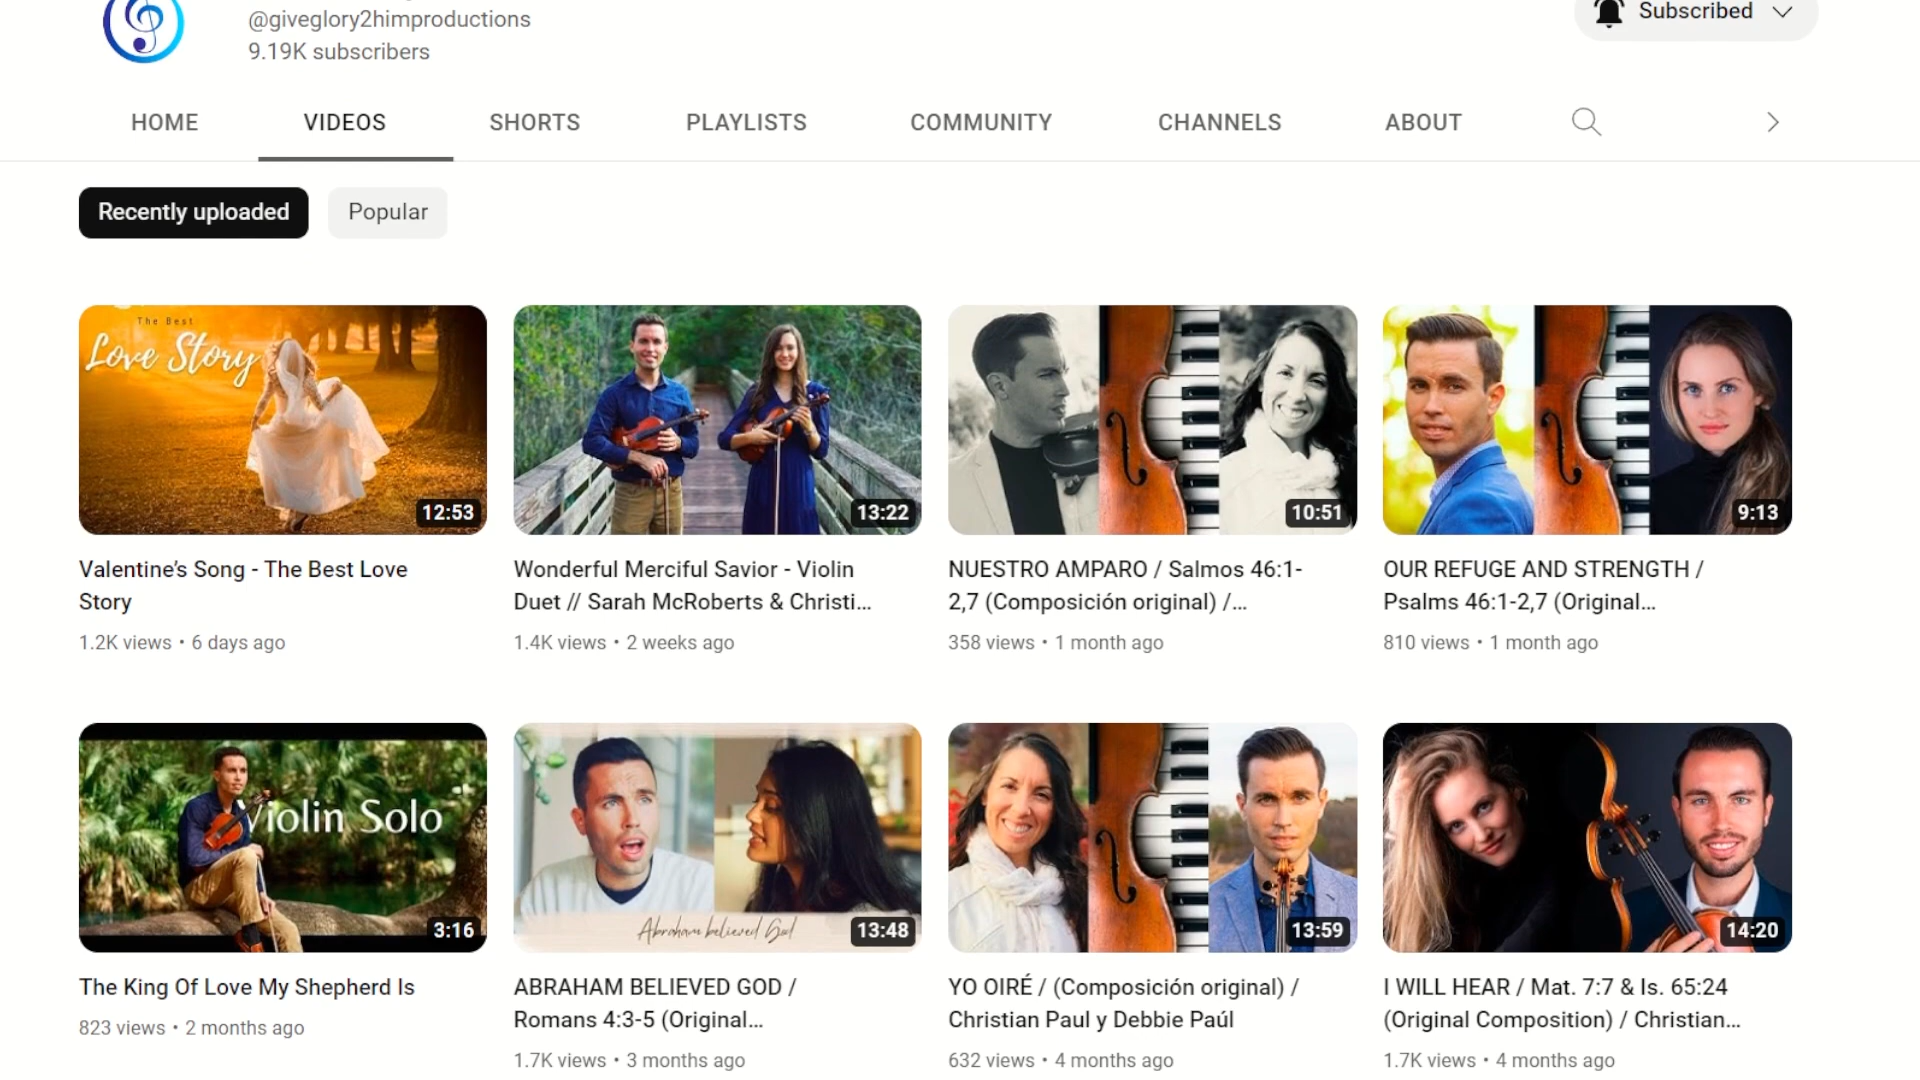 @giveglory2himproductions
9.19K subscribers
Subscribed
HOME VIDEOS SHORTS PLAYLISTS COMMUNITY CHANNELS ABOUT
Recently uploaded Popular
The Best
Love Story
12:53
13:22
10:51
9:13
Valentine's Song - The Best Love
Story
1.2K views • 6 days ago
Wonderful Merciful Savior - Violin
Duet // Sarah McRoberts & Christi...
1.4K views • 2 weeks ago
NUESTRO AMPARO / Salmos 46:1-
2,7 (Composición original) /...
358 views • 1 month ago
OUR REFUGE AND STRENGTH /
Psalms 46:1-2,7 (Original...
810 views • 1 month ago
Violin Solo
3:16
Abraham believed God
13:48
13:59
14:20
The King Of Love My Shepherd Is
823 views • 2 months ago
ABRAHAM BELIEVED GOD /
Romans 4:3-5 (Original...
1.7K views • 3 months ago
YO OIRÉ / (Composición original) /
Christian Paul y Debbie Paúl
632 views • 4 months ago
I WILL HEAR / Mat. 7:7 & Is. 65:24
(Original Composition) / Christian...
1.7K views • 4 months ago